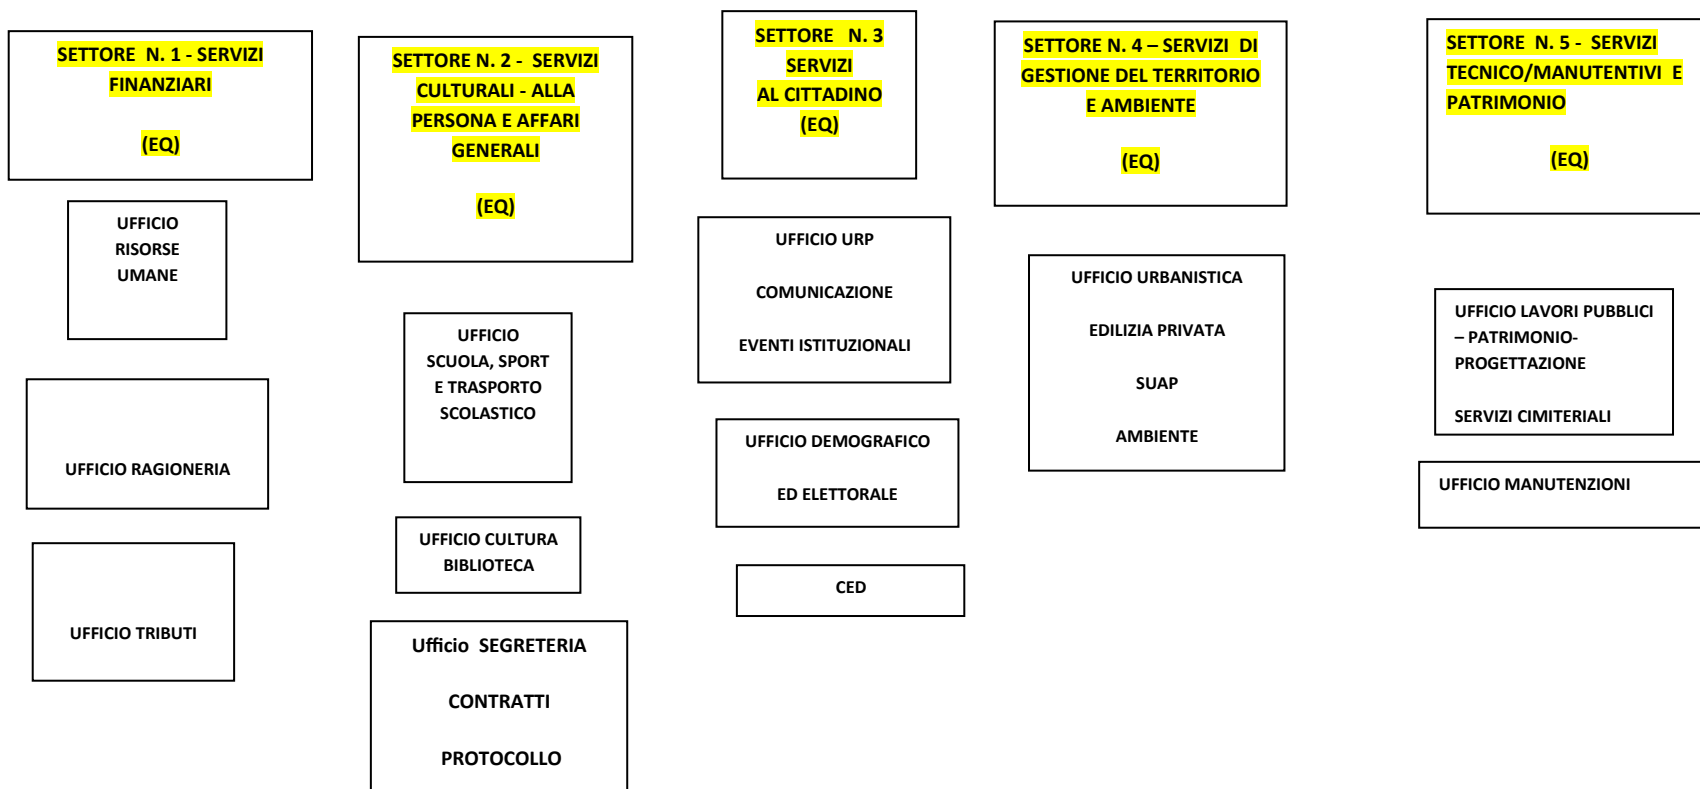 SETTORE N. 1 - SERVIZI
FINANZIARI
(EQ)
UFFICIO
RISORSE
UMANE
UFFICIO RAGIONERIA
UFFICIO TRIBUTI
SETTORE N. 2 - SERVIZI
CULTURALI - ALLA
PERSONA E AFFARI
GENERALI
(EQ)
UFFICIO
SCUOLA, SPORT
E TRASPORTO
SCOLASTICO
UFFICIO CULTURA
BIBLIOTECA
Ufficio SEGRETERIA
CONTRATTI
PROTOCOLLO
SETTORE N. 3
SERVIZI
AL CITTADINO
(EQ)
UFFICIO URP
COMUNICAZIONE
EVENTI ISTITUZIONALI
UFFICIO DEMOGRAFICO
ED ELETTORALE
CED
SETTORE N. 4 – SERVIZI DI
GESTIONE DEL TERRITORIO
E AMBIENTE
(EQ)
UFFICIO URBANISTICA
EDILIZIA PRIVATA
SUAP
AMBIENTE
SETTORE N. 5 - SERVIZI
TECNICO/MANUTENTIVI E
PATRIMONIO
(EQ)
UFFICIO LAVORI PUBBLICI
– PATRIMONIO-
PROGETTAZIONE
SERVIZI CIMITERIALI
UFFICIO MANUTENZIONI